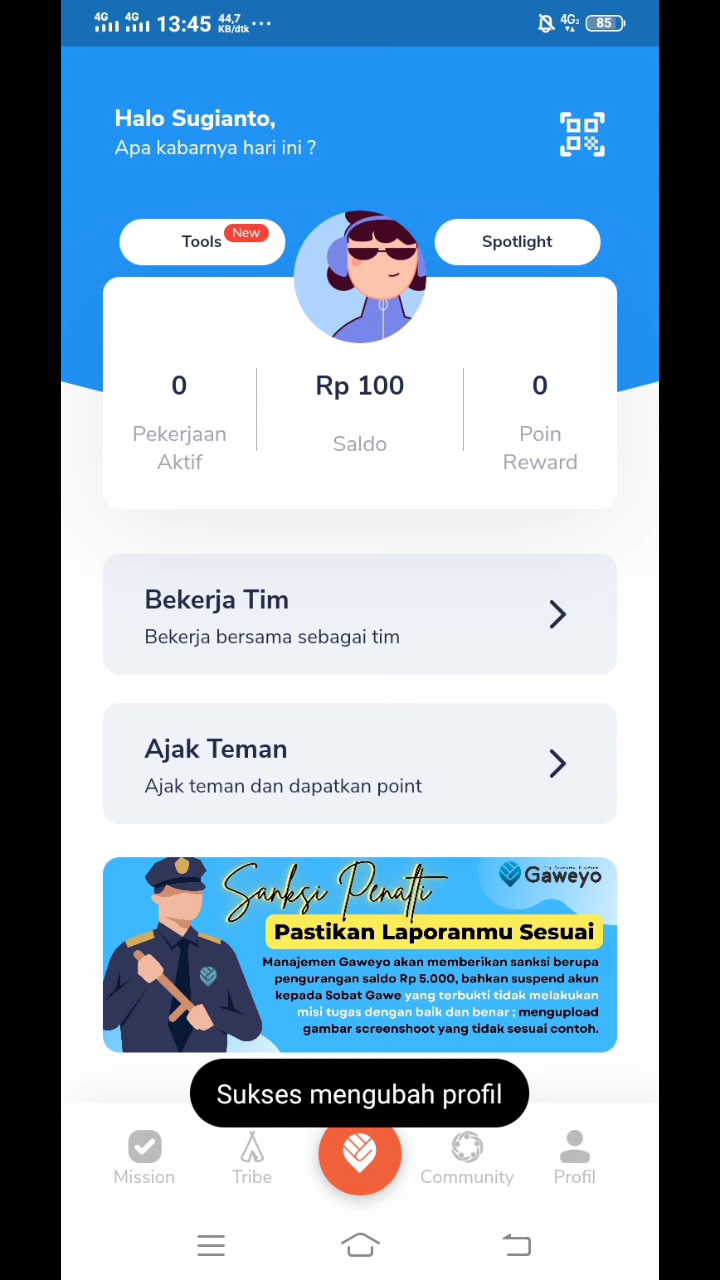 4G 4G 13:45 44,7 KB/dtk ... 4G2 85
Halo Sugianto,
Apa kabarnya hari ini ?
Tools New
Spotlight
0 Rp 100 0
Pekerjaan Aktif
Saldo
Poin Reward
Bekerja Tim
Bekerja bersama sebagai tim
Ajak Teman
Ajak teman dan dapatkan point
Sanksi Penalti
Gaweyo
Pastikan Laporanmu Sesuai
Manajemen Gaweyo akan memberikan sanksi berupa
pengurangan saldo Rp 5.000, bahkan suspend akun
kepada Sobat Gawe yang terbukti tidak melakukan
misi tugas dengan baik dan benar ; mengupload
gambar screenshoot yang tidak sesuai contoh.
Sukses mengubah profil
Mission Tribe Community Profil